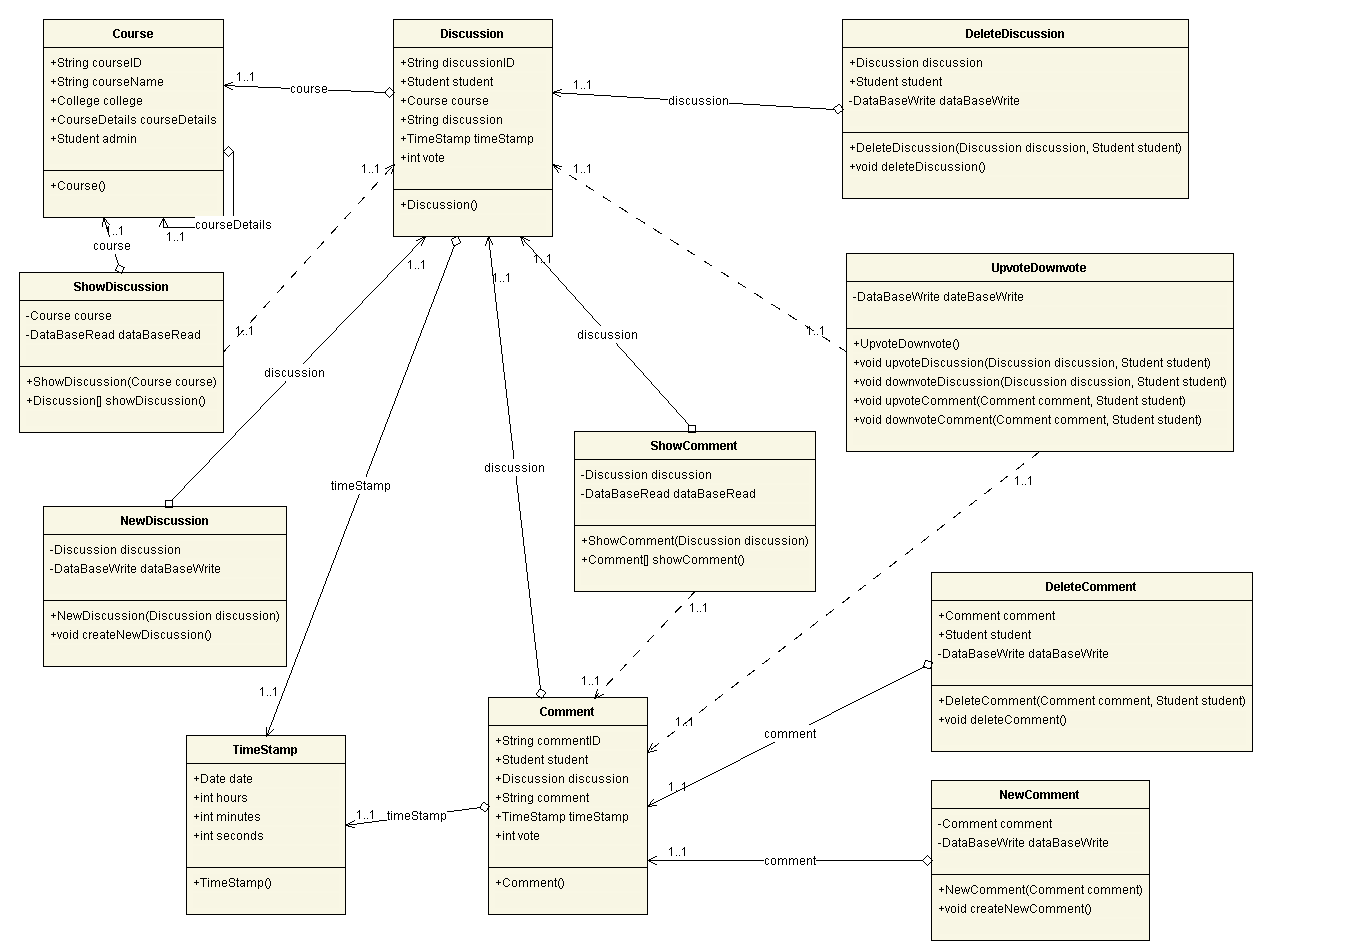 Course
+String courseID
+String courseName
+College college
+CourseDetails courseDetails
+Student admin
+Course()
Discussion
+String discussionID
+Student student
+Course course
+String discussion
+TimeStamp timeStamp
+int vote
+Discussion()
DeleteDiscussion
+Discussion discussion
+Student student
-DataBaseWrite dataBaseWrite
+DeleteDiscussion(Discussion discussion, Student student)
+void deleteDiscussion()
1..1
course
1..1
discussion
1..1
1..1
courseDetails
1..1
1..1
course
ShowDiscussion
-Course course
-DataBaseRead dataBaseRead
+ShowDiscussion(Course course)
+Discussion[] showDiscussion()
1..1
1..1
1..1
1..1
1..1
UpvoteDownvote
-DataBaseWrite dateBaseWrite
+UpvoteDownvote()
+void upvoteDiscussion(Discussion discussion, Student student)
+void downvoteDiscussion(Discussion discussion, Student student)
+void upvoteComment(Comment comment, Student student)
+void downvoteComment(Comment comment, Student student)
discussion
discussion
discussion
timeStamp
ShowComment
-Discussion discussion
-DataBaseRead dataBaseRead
+ShowComment(Discussion discussion)
+Comment[] showComment()
1..1
NewDiscussion
-Discussion discussion
-DataBaseWrite dataBaseWrite
+NewDiscussion(Discussion discussion)
+void createNewDiscussion()
DeleteComment
+Comment comment
+Student student
-DataBaseWrite dataBaseWrite
+DeleteComment(Comment comment, Student student)
+void deleteComment()
1..1
1..1
1..1
1..1
comment
1..1
TimeStamp
+Date date
+int hours
+int minutes
+int seconds
+TimeStamp()
1..1
timeStamp
Comment
+String commentID
+Student student
+Discussion discussion
+String comment
+TimeStamp timeStamp
+int vote
+Comment()
1..1
comment
NewComment
-Comment comment
-DataBaseWrite dataBaseWrite
+NewComment(Comment comment)
+void createNewComment()